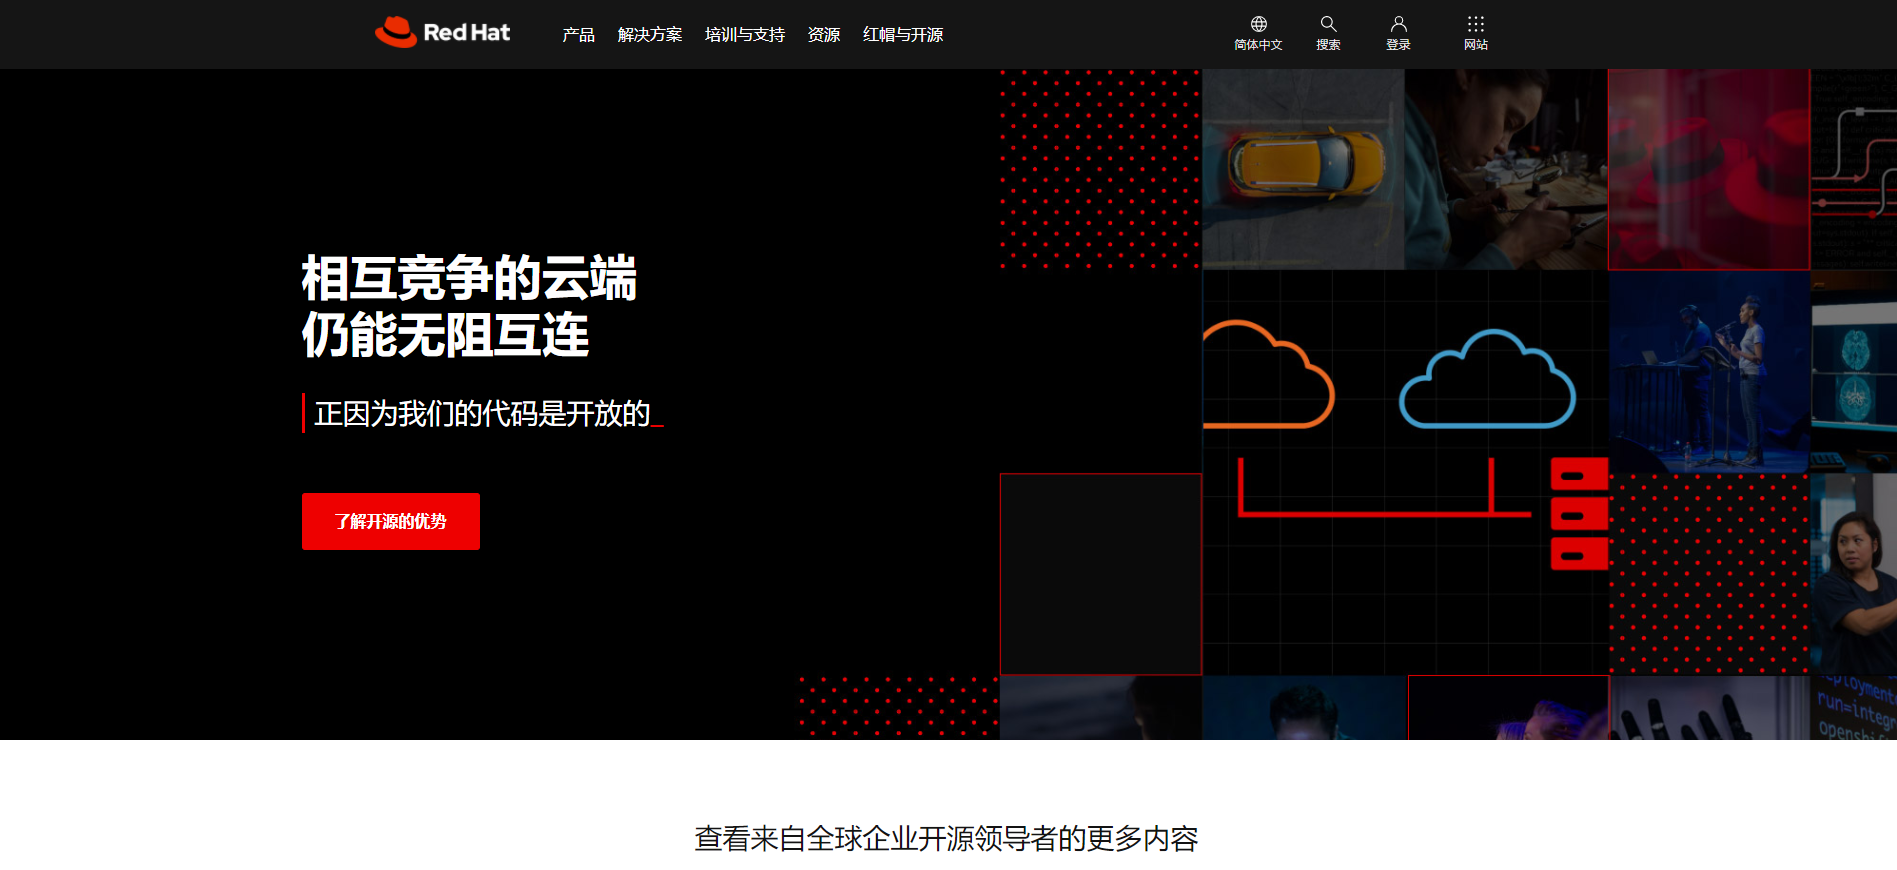 Red Hat
产品 解决方案 培训与支持 资源 红帽与开源
简体中文 搜索 登录 网站
相互竞争的云端
仍能无阻互连
正因为我们的代码是开放的_
了解开源的优势
run=integr
openshift
查看来自全球企业开源领导者的更多内容